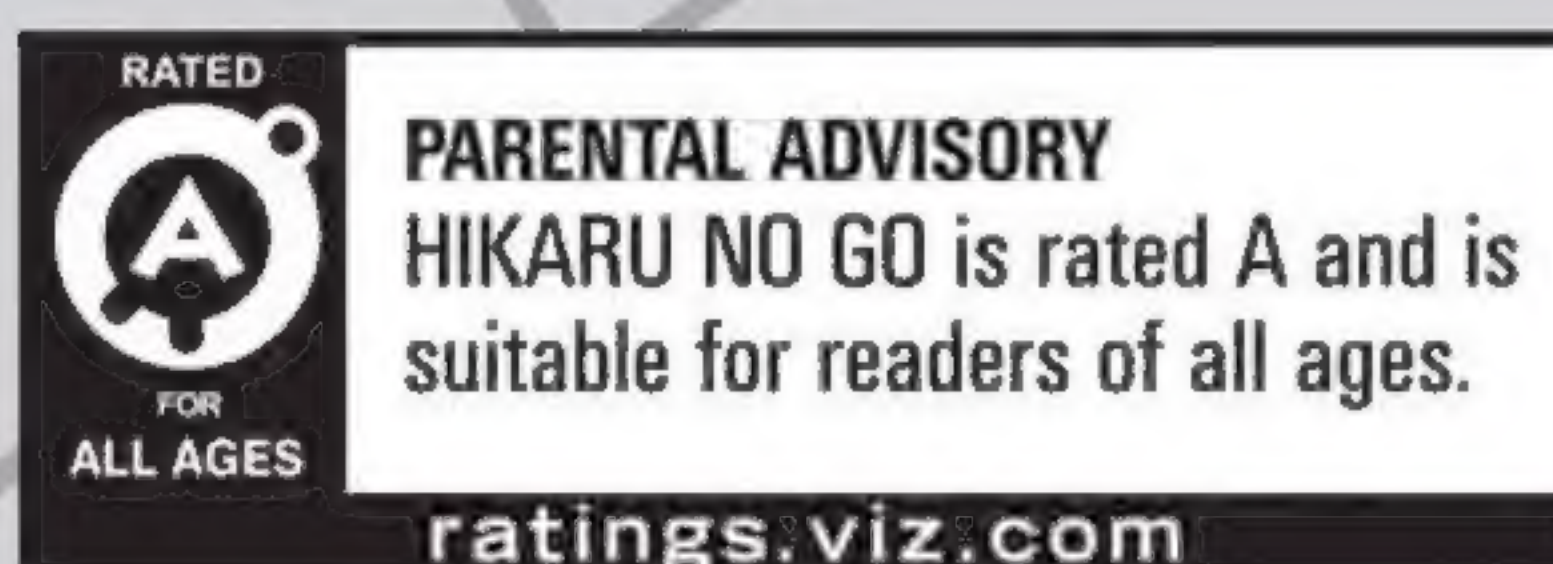 RATED
A
FOR
ALL AGES
PARENTAL ADVISORY
HIKARU NO GO is rated A and is
suitable for readers of all ages.
ratings.viz.com